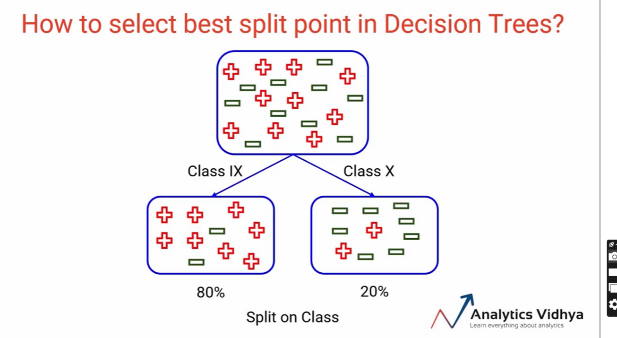 How to select best split point in Decision Trees?
Class IX
Class X
80%
20%
Split on Class
Analytics Vidhya
Learn everything about analytics